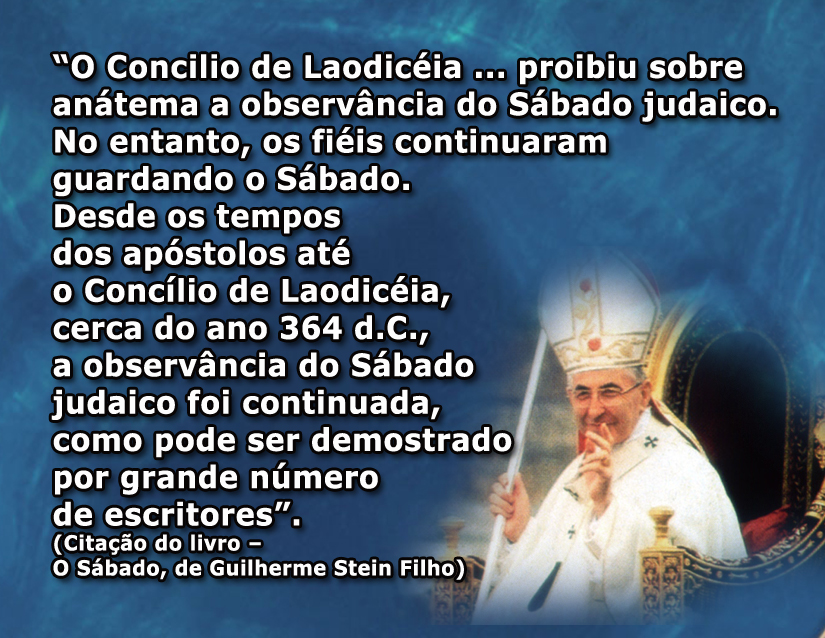 “O Concilio de Laodicéia ... proibiu sobre
anátema a observância do Sábado judaico.
No entanto, os fiéis continuaram
guardando o Sábado.
Desde os tempos
dos apóstolos até
o Concílio de Laodicéia,
cerca do ano 364 d.C.,
a observância do Sábado
judaico foi continuada,
como pode ser demostrado
por grande número
de escritores”.
(Citação do livro –
O Sábado, de Guilherme Stein Filho)